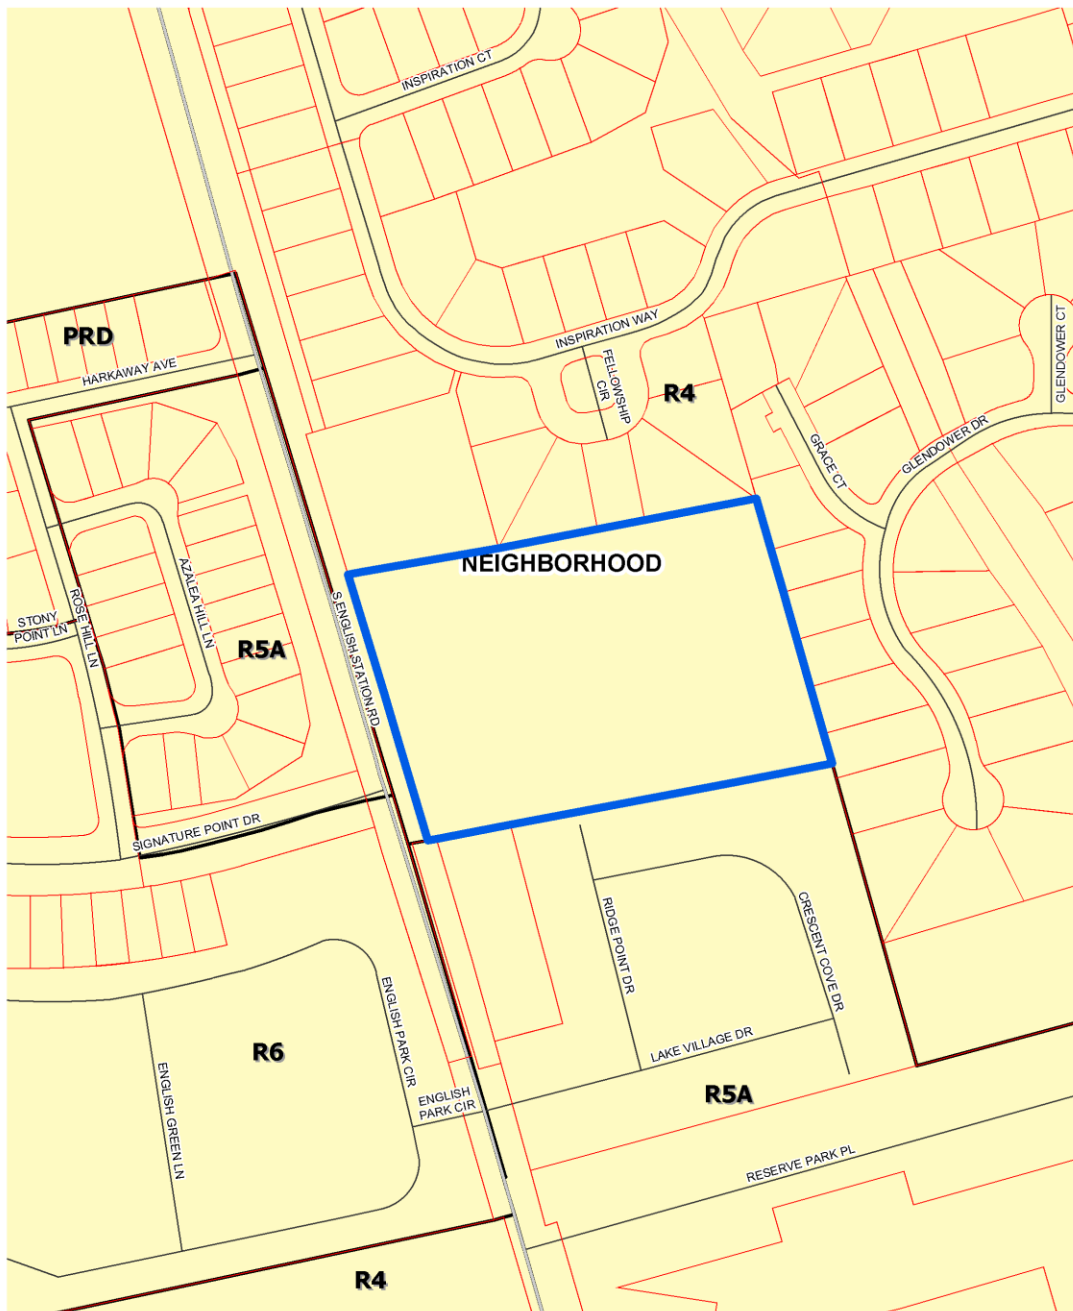 INSPIRATION CT
PRD
HARKAWAY AVE
INSPIRATION WAY
FELLOWSHIP
CIR
R4
GLENDOWER CT
GLENDOWER DR
GRACE CT
NEIGHBORHOOD
AZALEA HILL LN
ROSE HILL LN
STONY
POINT LN
R5A
S ENGLISH STATION RD
SIGNATURE POINT DR
RIDGE POINT DR
CRESCENT COVE DR
ENGLISH PARK CIR
LAKE VILLAGE DR
R6
ENGLISH GREEN LN
ENGLISH
PARK CIR
R5A
RESERVE PARK PL
R4